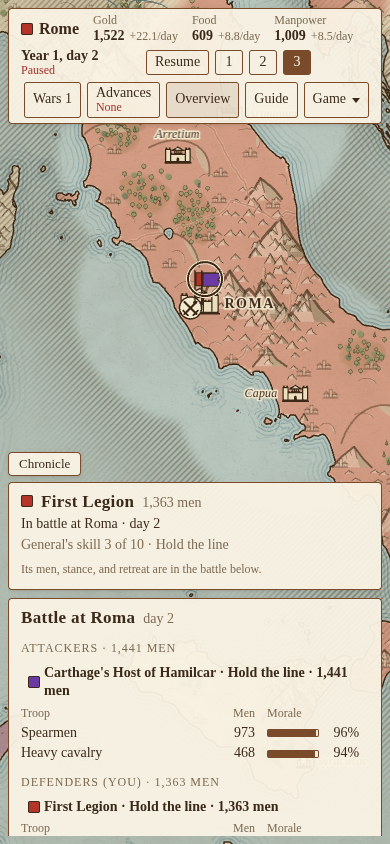 Rome
Gold
1,522 +22.1/day
Food
609 +8.8/day
Manpower
1,009 +8.5/day
Year 1, day 2
Paused
Resume
1
2
3
Wars 1
Advances
None
Overview
Guide
Game
Arretium
ROMA
Capua
Chronicle
First Legion 1,363 men
In battle at Roma · day 2
General's skill 3 of 10 · Hold the line
Its men, stance, and retreat are in the battle below.
Battle at Roma day 2
ATTACKERS · 1,441 MEN
Carthage's Host of Hamilcar · Hold the line · 1,441
men
Troop Men Morale
Spearmen 973 96%
Heavy cavalry 468 94%
DEFENDERS (YOU) · 1,363 MEN
First Legion · Hold the line · 1,363 men
Troop Men Morale